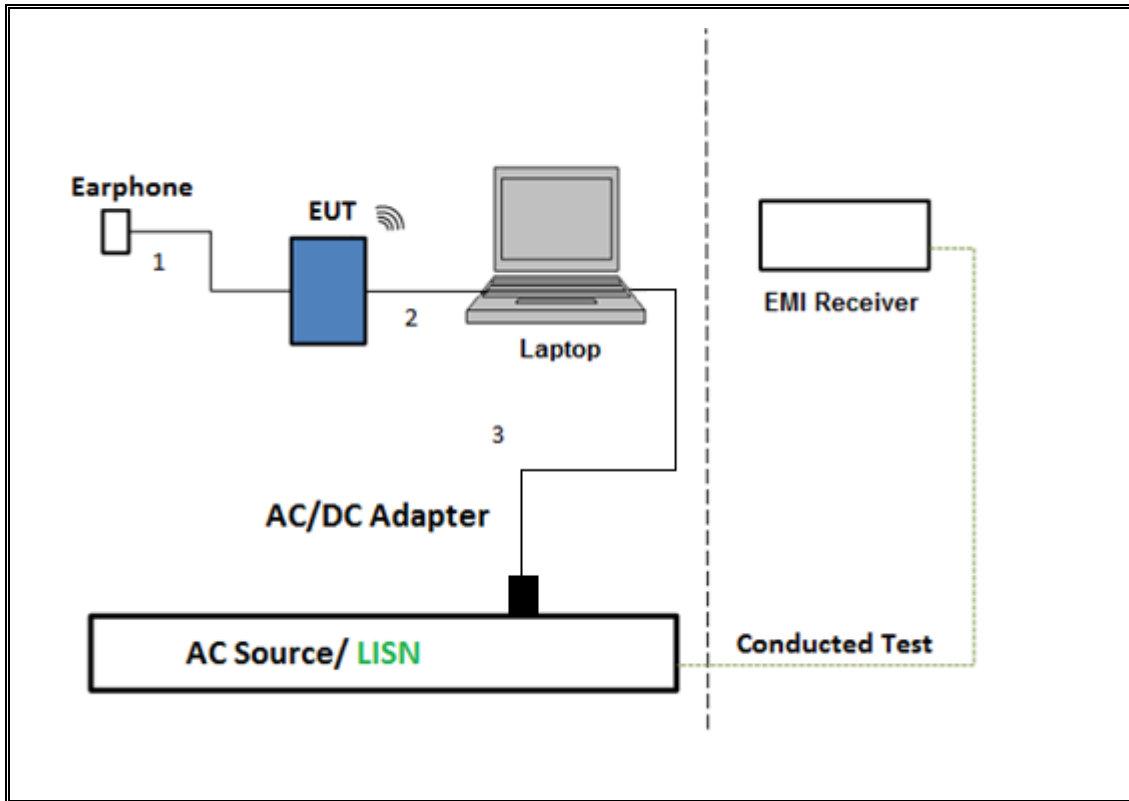 Earphone
EUT
1
2
Laptop
EMI Receiver
3
AC/DC Adapter
AC Source/ LISN
Conducted Test